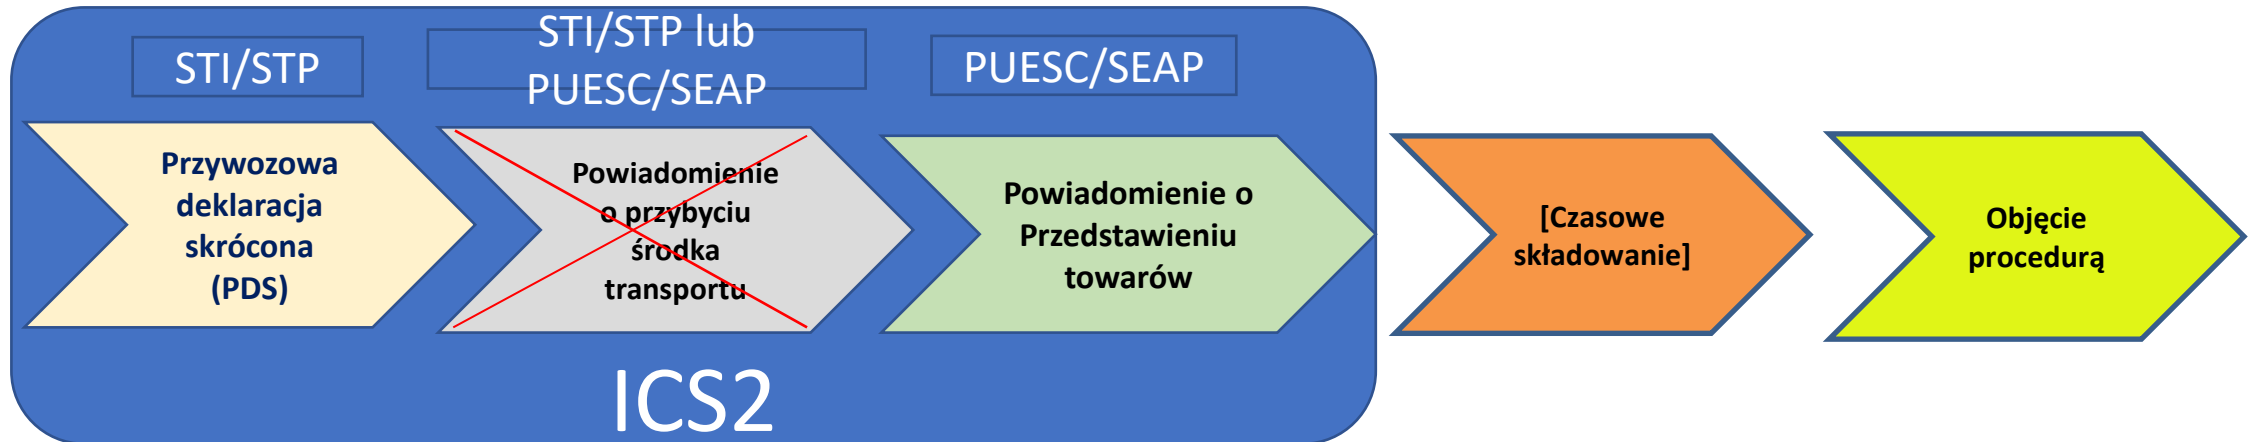 STI/STP
STI/STP lub
PUESC/SEAP
PUESC/SEAP
Przywozowa
deklaracja
skrócona
(PDS)
Powiadomienie
o przybyciu
środka
transportu
Powiadomienie o
Przedstawieniu
towarów
[Czasowe
składowanie]
Objęcie
procedurą
ICS2